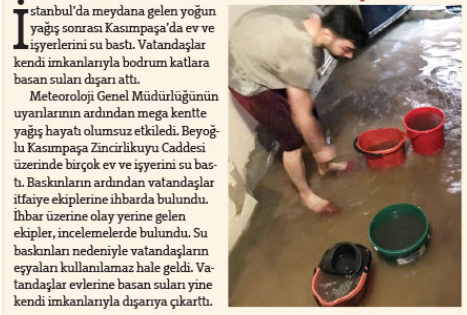 İstanbul'da meydana gelen yoğun
yağış sonrası Kasımpaşa'da ev ve
işyerlerini su bastı. Vatandaşlar
kendi imkanlarıyla bodrum katlara
basan suları dışarı attı.
Meteoroloji Genel Müdürlüğünün
uyarılarının ardından mega kentte
yağış hayatı olumsuz etkiledi. Beyoğ-
lu Kasımpaşa Zincirlikuyu Caddesi
üzerinde birçok ev ve işyerini su bas-
tı. Baskınların ardından vatandaşlar
itfaiye ekiplerine ihbarda bulundu.
İhbar üzerine olay yerine gelen
ekipler, incelemelerde bulundu. Su
baskınları nedeniyle vatandaşların
eşyaları kullanılamaz hale geldi. Va-
tandaşlar evlerine basan suları yine
kendi imkanlarıyla dışarıya çıkarttı.